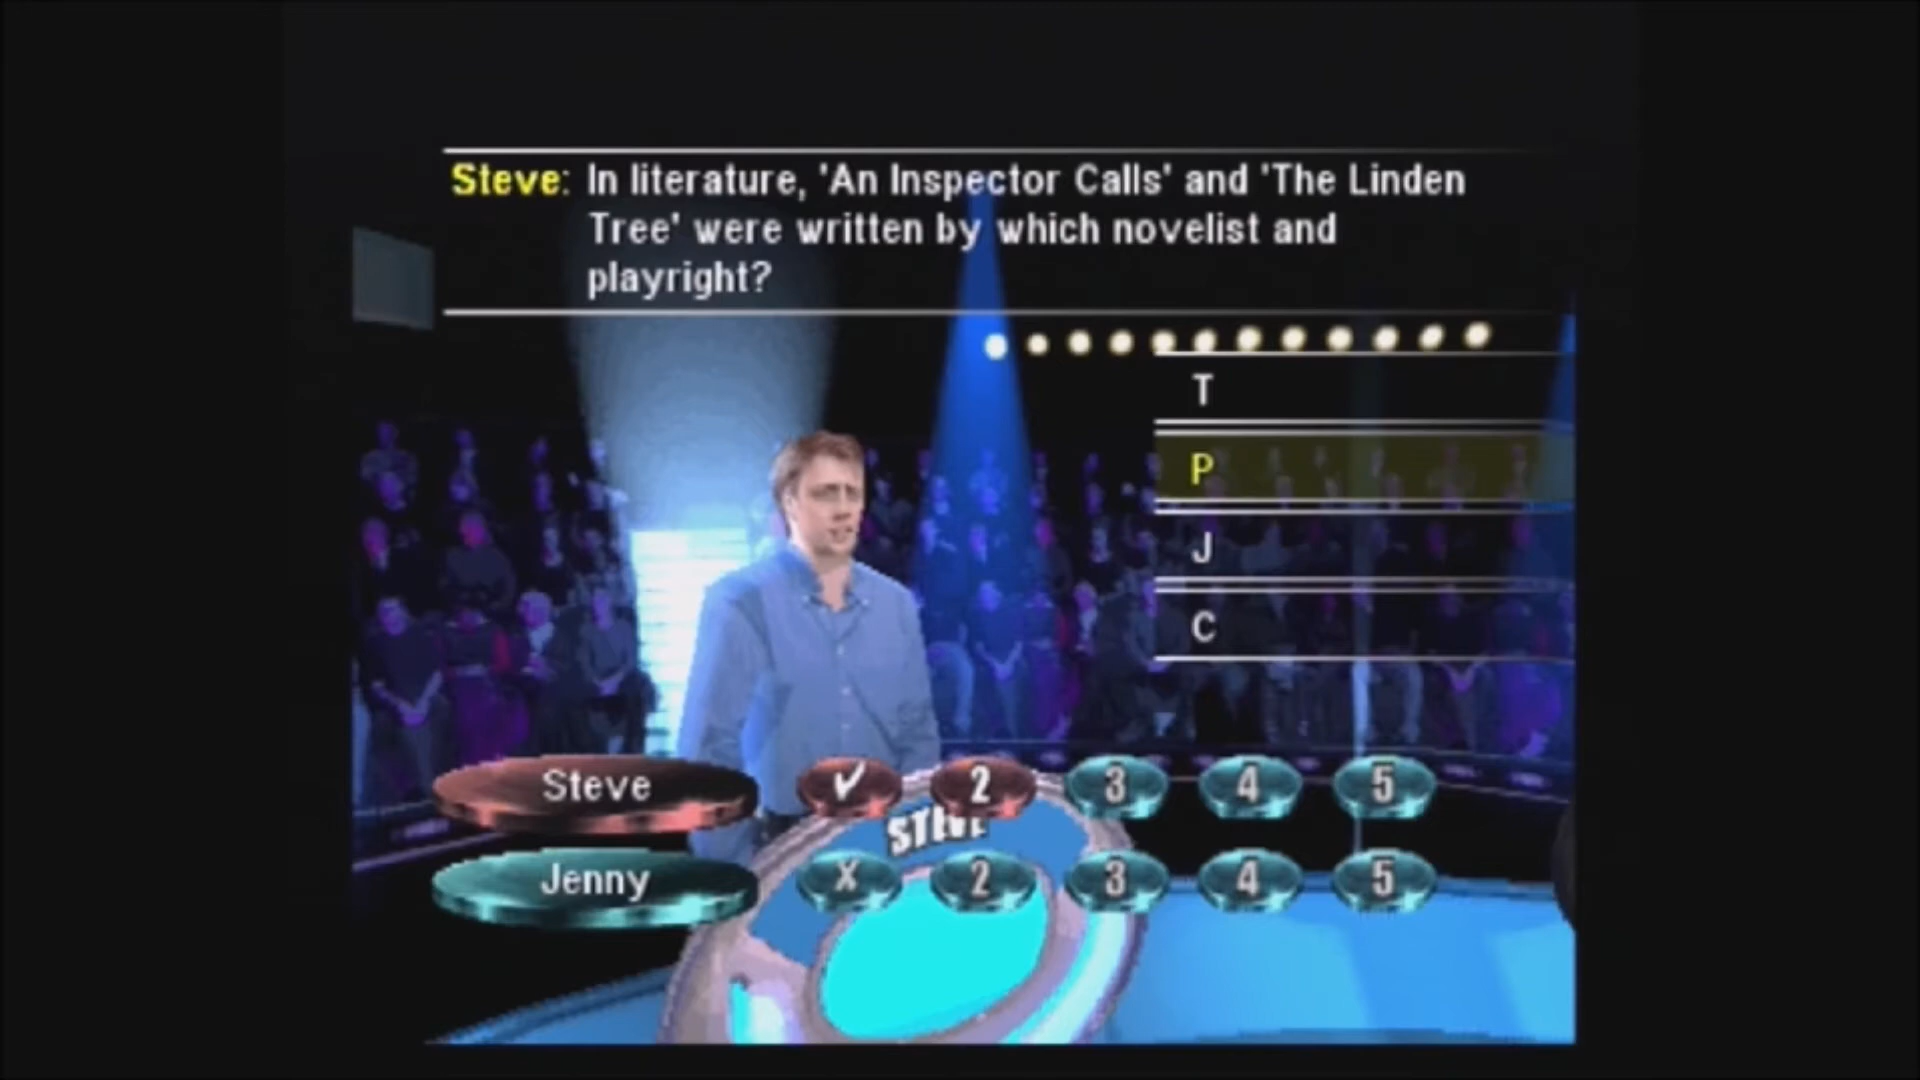 Steve: In literature, 'An Inspector Calls' and 'The Linden
Tree' were written by which novelist and
playright?
T
P
J
C
Steve ✓ 2 3 4 5
STEVE
Jenny X 2 3 4 5